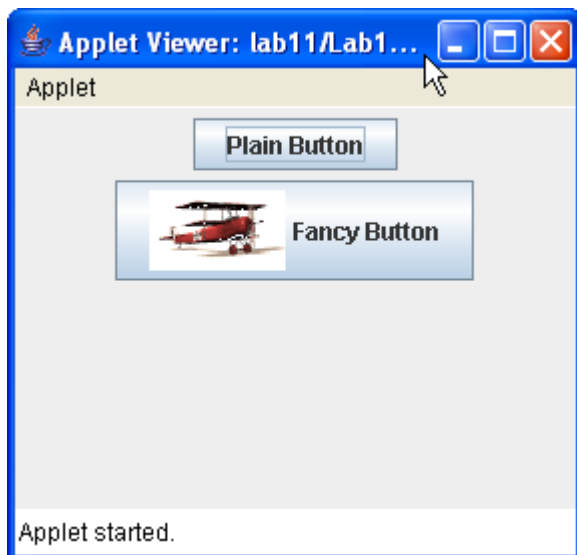 Applet Viewer: lab11/Lab1...
Applet
Plain Button
Fancy Button
Applet started.